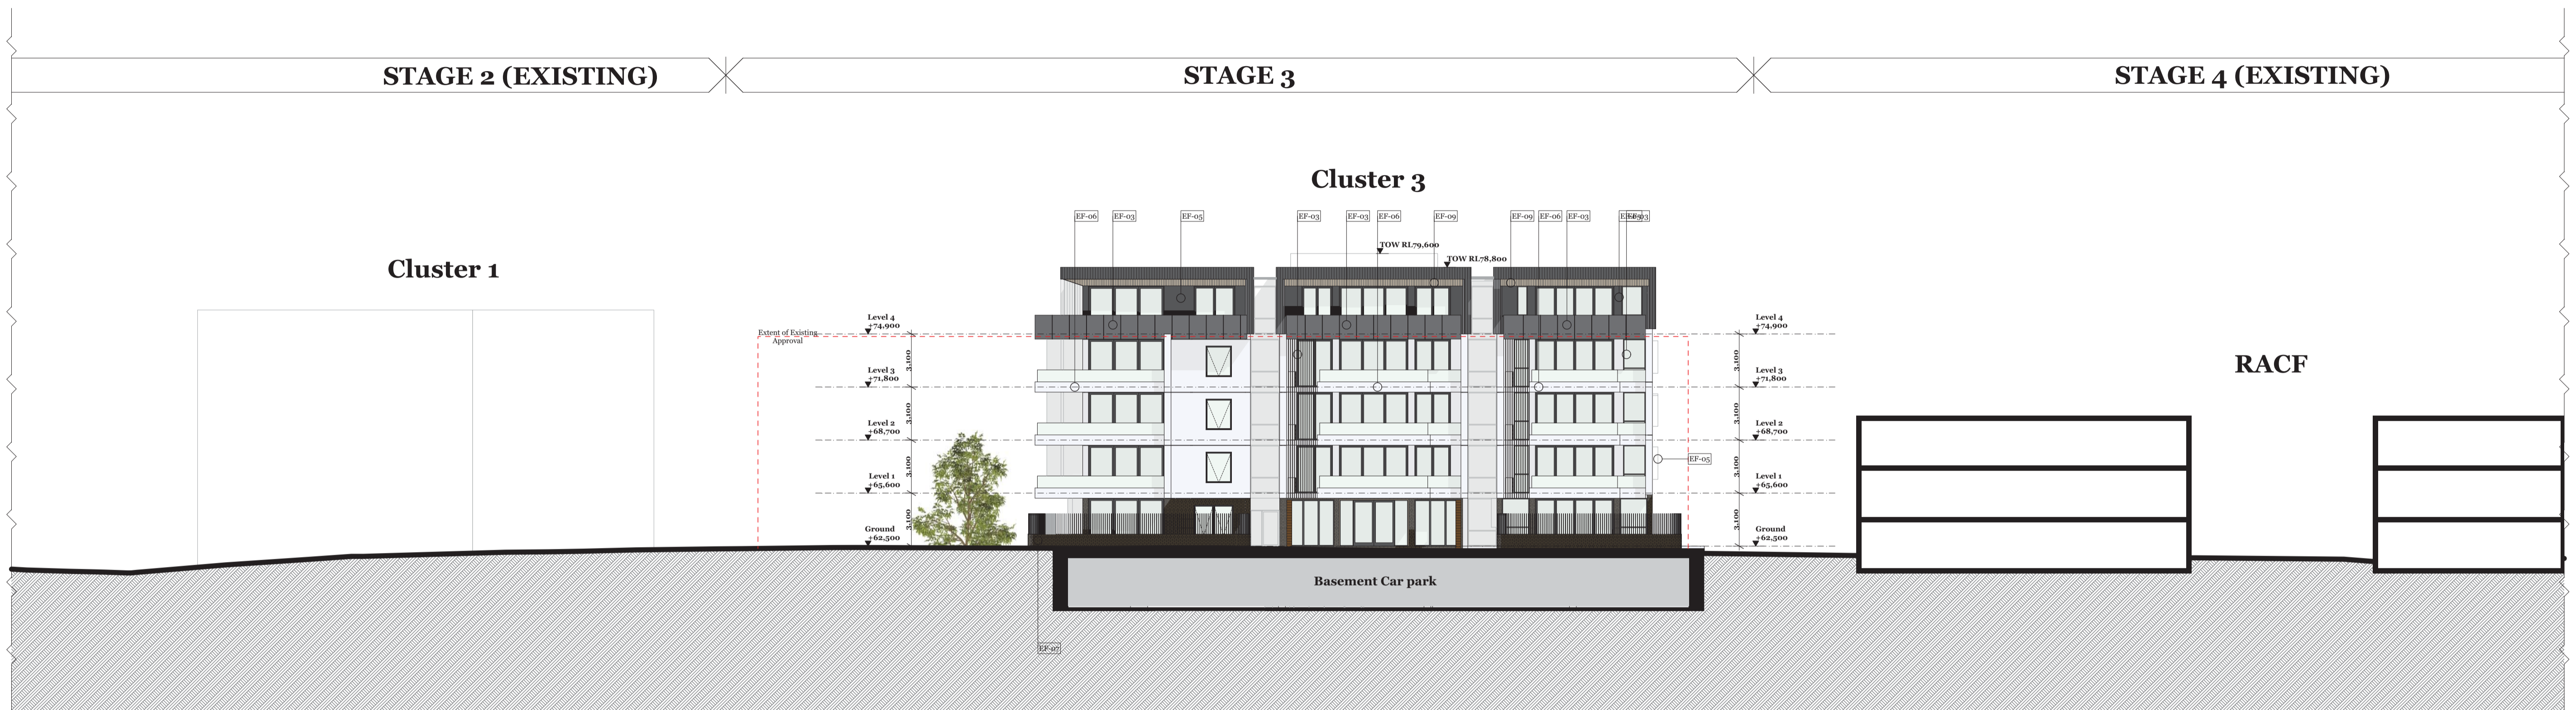 STAGE 2 (EXISTING)
STAGE 3
STAGE 4 (EXISTING)
Cluster 3
Cluster 1
RACF
EF-06
EF-03
EF-05
EF-03
EF-03
EF-06
EF-09
EF-09
EF-06
EF-03
TOW RL79,600
TOW RL78,800
Extent of Existing
Approval
Level 4
+74,900
3,100
Level 3
+71,800
3,100
Level 2
+68,700
3,100
Level 1
+65,600
3,100
Ground
+62,500
Level 4
+74,900
3,100
Level 3
+71,800
3,100
Level 2
+68,700
3,100
Level 1
+65,600
3,100
Ground
+62,500
EF-05
Basement Car park
EF-07